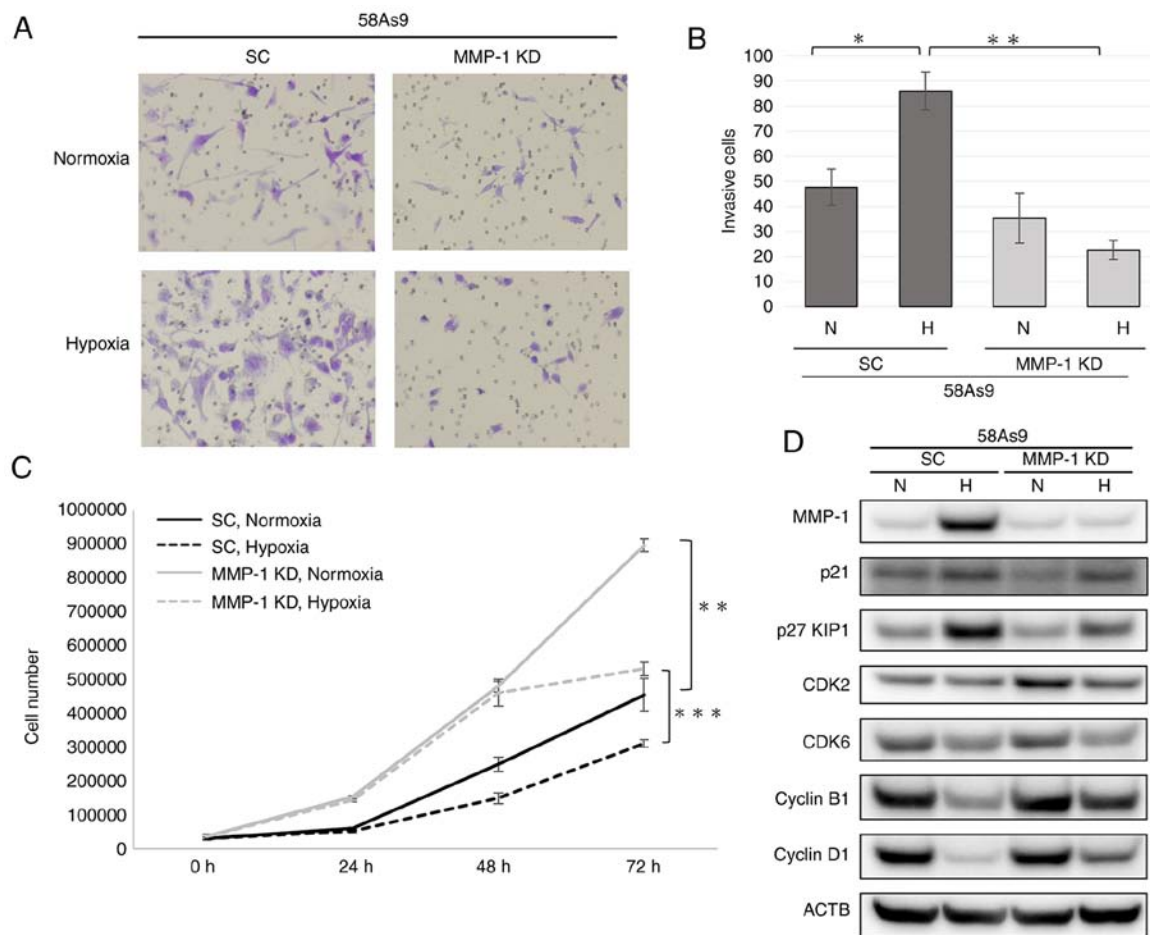 A
58As9
SC
MMP-1 KD
Normoxia
Hypoxia
B
Invasive cells
100
90
80
70
60
50
40
30
20
10
0
*
**
N
H
N
H
SC
MMP-1 KD
58As9
C
Cell number
1000000
900000
800000
700000
600000
500000
400000
300000
200000
100000
0
SC, Normoxia
SC, Hypoxia
MMP-1 KD, Normoxia
MMP-1 KD, Hypoxia
**
***
0 h
24 h
48 h
72 h
D
58As9
SC
MMP-1 KD
N
H
N
H
MMP-1
p21
p27 KIP1
CDK2
CDK6
Cyclin B1
Cyclin D1
ACTB